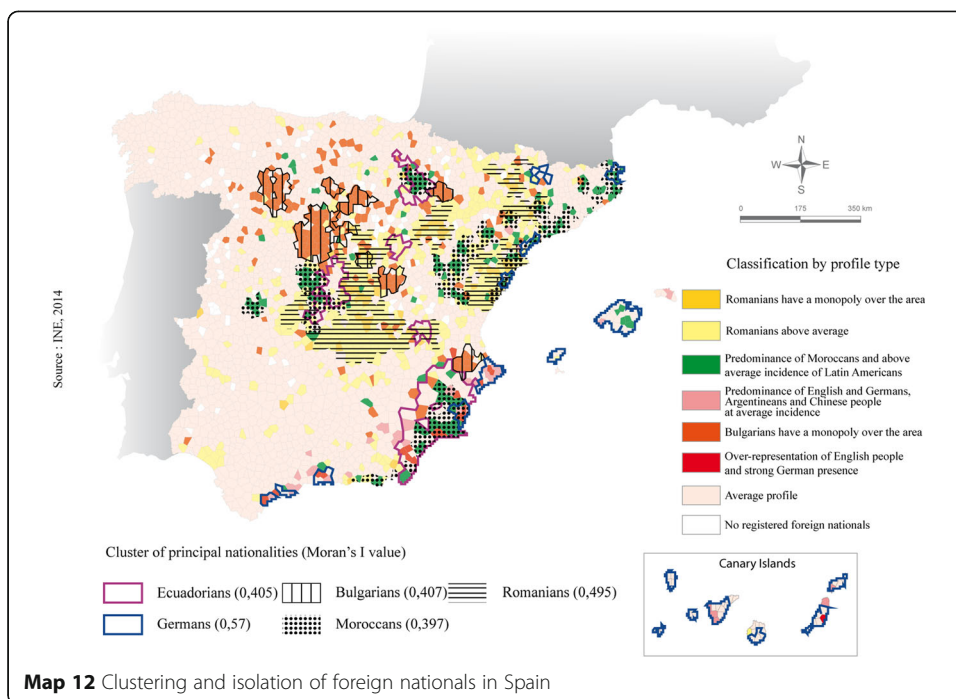 N
W E
S
0 175 350 km
Source : INE, 2014
Classification by profile type
Romanians have a monopoly over the area
Romanians above average
Predominance of Moroccans and above
average incidence of Latin Americans
Predominance of English and Germans,
Argentineans and Chinese people
at average incidence
Bulgarians have a monopoly over the area
Over-representation of English people
and strong German presence
Average profile
No registered foreign nationals
Cluster of principal nationalities (Moran's I value)
Ecuadorians (0,405) Bulgarians (0,407) Romanians (0,495)
Germans (0,57) Moroccans (0,397)
Canary Islands
Map 12 Clustering and isolation of foreign nationals in Spain